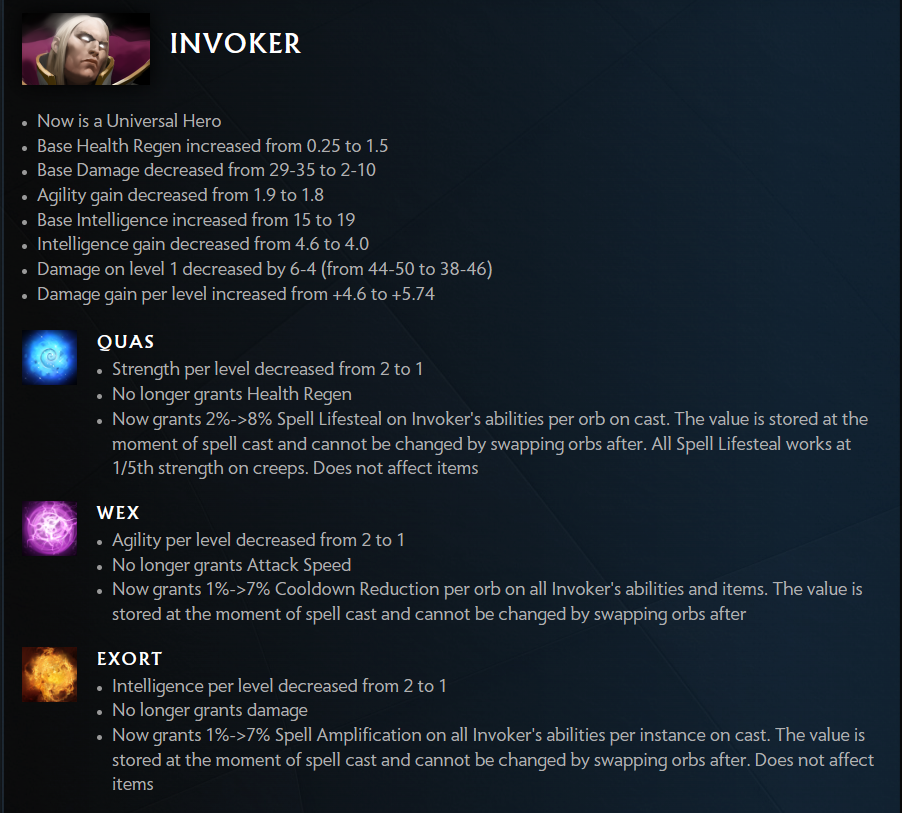 INVOKER
• Now is a Universal Hero
• Base Health Regen increased from 0.25 to 1.5
• Base Damage decreased from 29-35 to 2-10
• Agility gain decreased from 1.9 to 1.8
• Base Intelligence increased from 15 to 19
• Intelligence gain decreased from 4.6 to 4.0
• Damage on level 1 decreased by 6-4 (from 44-50 to 38-46)
• Damage gain per level increased from +4.6 to +5.74
QUAS
• Strength per level decreased from 2 to 1
• No longer grants Health Regen
• Now grants 2%->8% Spell Lifesteal on Invoker's abilities per orb on cast. The value is stored at the
moment of spell cast and cannot be changed by swapping orbs after. All Spell Lifesteal works at
1/5th strength on creeps. Does not affect items
WEX
• Agility per level decreased from 2 to 1
• No longer grants Attack Speed
• Now grants 1%->7% Cooldown Reduction per orb on all Invoker's abilities and items. The value is
stored at the moment of spell cast and cannot be changed by swapping orbs after
EXORT
• Intelligence per level decreased from 2 to 1
• No longer grants damage
• Now grants 1%->7% Spell Amplification on all Invoker's abilities per instance on cast. The value is
stored at the moment of spell cast and cannot be changed by swapping orbs after. Does not affect
items